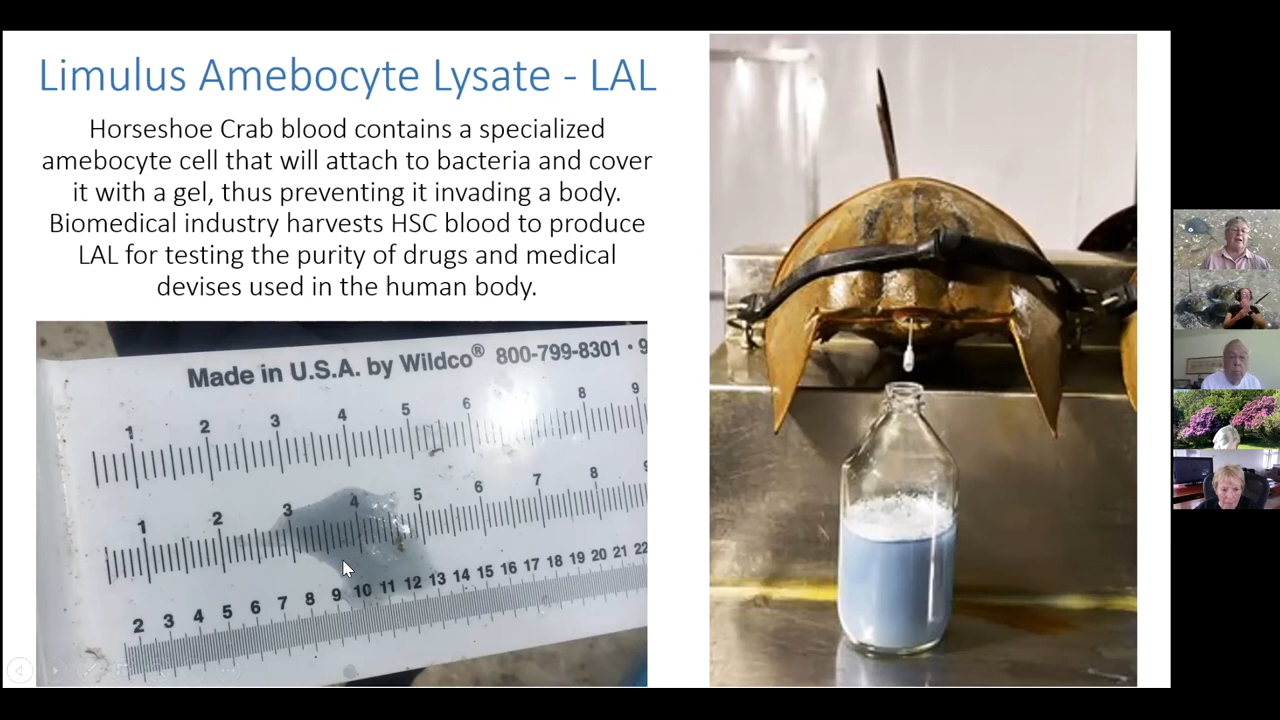 Limulus Amebocyte Lysate - LAL
Horseshoe Crab blood contains a specialized
amebocyte cell that will attach to bacteria and cover
it with a gel, thus preventing it invading a body.
Biomedical industry harvests HSC blood to produce
LAL for testing the purity of drugs and medical
devises used in the human body.
Made in U.S.A. by Wildco® 800-799-8301 · 9
1 2 3 4 5 6 8 9
1 2 3 4 5 6 7 8 9
2 3 4 5 6 7 8 9 10 11 12 13 14 15 16 17 18 19 20 21 22